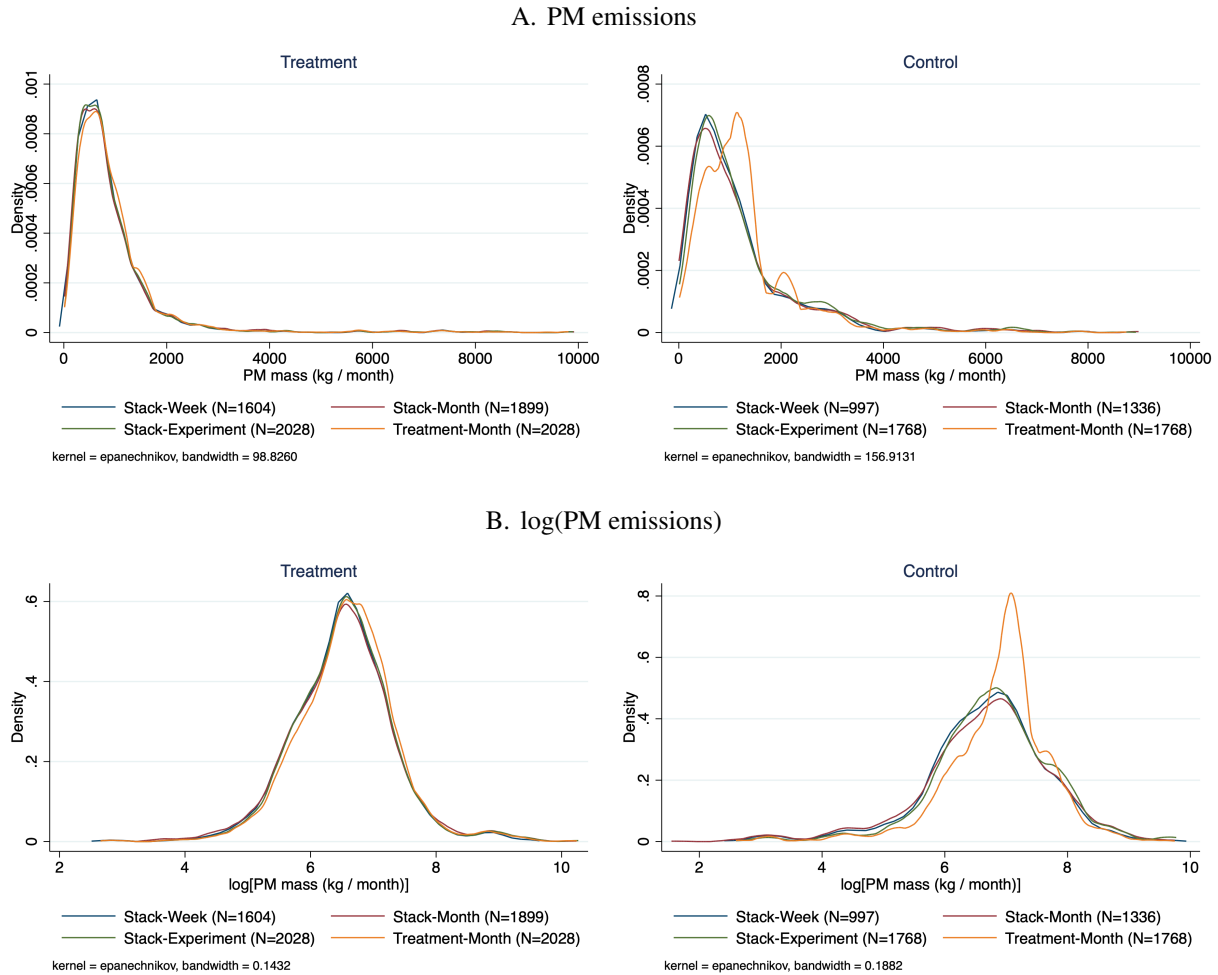 A. PM emissions
Treatment
Density
0 .0002 .0004 .0006 .0008 .001
0 2000 4000 6000 8000 10000
PM mass (kg / month)
Stack-Week (N=1604) Stack-Month (N=1899)
Stack-Experiment (N=2028) Treatment-Month (N=2028)
kernel = epanechnikov, bandwidth = 98.8260
Control
Density
0 .0002 .0004 .0006 .0008
0 2000 4000 6000 8000 10000
PM mass (kg / month)
Stack-Week (N=997) Stack-Month (N=1336)
Stack-Experiment (N=1768) Treatment-Month (N=1768)
kernel = epanechnikov, bandwidth = 156.9131
B. log(PM emissions)
Treatment
Density
0 .2 .4 .6
2 4 6 8 10
log[PM mass (kg / month)]
Stack-Week (N=1604) Stack-Month (N=1899)
Stack-Experiment (N=2028) Treatment-Month (N=2028)
kernel = epanechnikov, bandwidth = 0.1432
Control
Density
0 .2 .4 .6 .8
2 4 6 8 10
log[PM mass (kg / month)]
Stack-Week (N=997) Stack-Month (N=1336)
Stack-Experiment (N=1768) Treatment-Month (N=1768)
kernel = epanechnikov, bandwidth = 0.1882